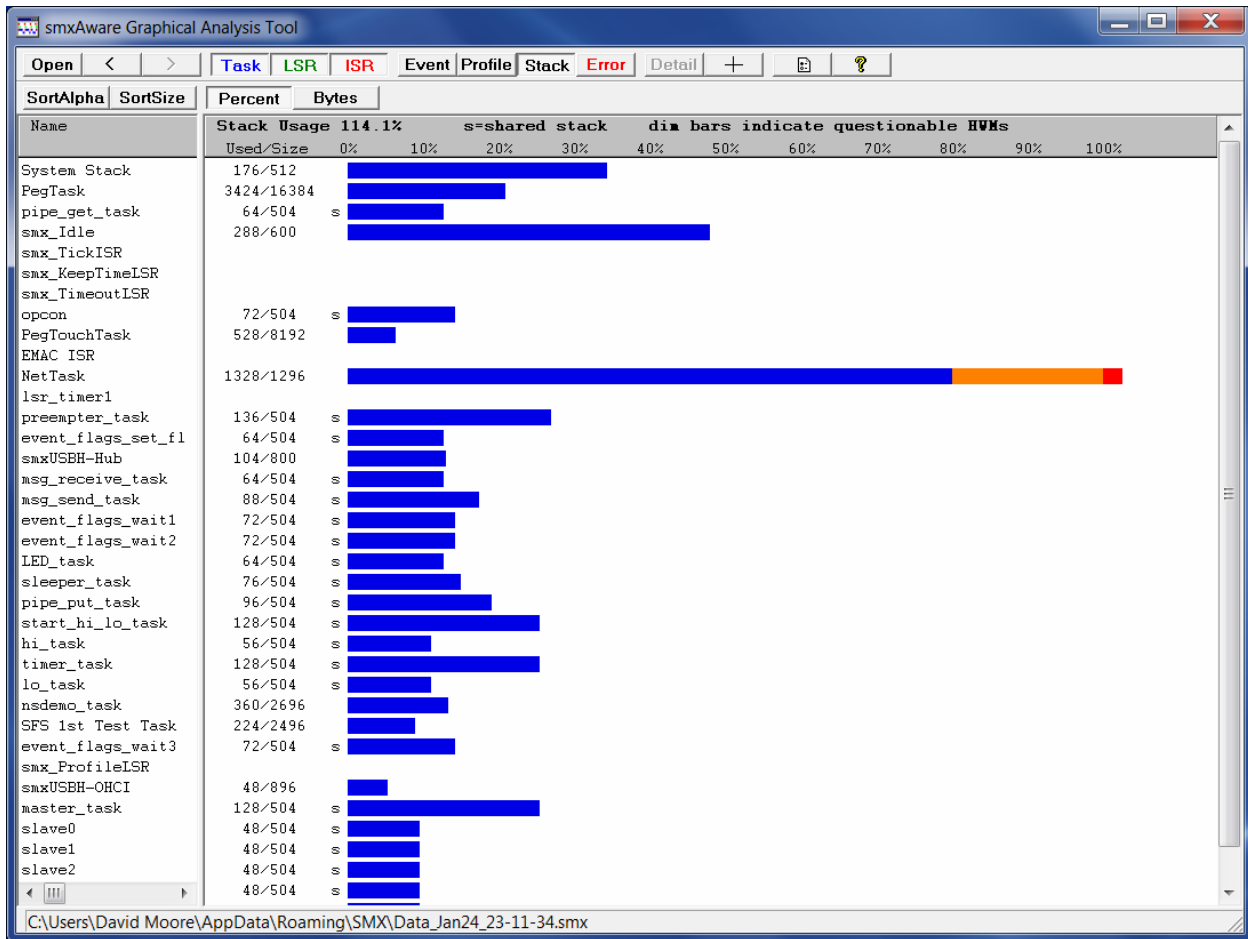 smxAware Graphical Analysis Tool
Open < > Task LSR ISR Event Profile Stack Error Detail + ?
SortAlpha SortSize Percent Bytes
Name Stack Usage 114.1% s=shared stack dim bars indicate questionable HWMs
Used/Size 0% 10% 20% 30% 40% 50% 60% 70% 80% 90% 100%
System Stack 176/512
PegTask 3424/16384
pipe_get_task 64/504 s
smx_Idle 288/600
smx_TickISR
smx_KeepTimeLSR
smx_TimeoutLSR
opcon 72/504 s
PegTouchTask 528/8192
EMAC ISR
NetTask 1328/1296
lsr_timer1
preempter_task 136/504 s
event_flags_set_fl 64/504 s
smxUSBH-Hub 104/800
msg_receive_task 64/504 s
msg_send_task 88/504 s
event_flags_wait1 72/504 s
event_flags_wait2 72/504 s
LED_task 64/504 s
sleeper_task 76/504 s
pipe_put_task 96/504 s
start_hi_lo_task 128/504 s
hi_task 56/504 s
timer_task 128/504 s
lo_task 56/504 s
nsdemo_task 360/2696
SFS 1st Test Task 224/2496
event_flags_wait3 72/504 s
smx_ProfileLSR
smxUSBH-OHCI 48/896
master_task 128/504 s
slave0 48/504 s
slave1 48/504 s
slave2 48/504 s
48/504 s
C:\Users\David Moore\AppData\Roaming\SMX\Data_Jan24_23-11-34.smx